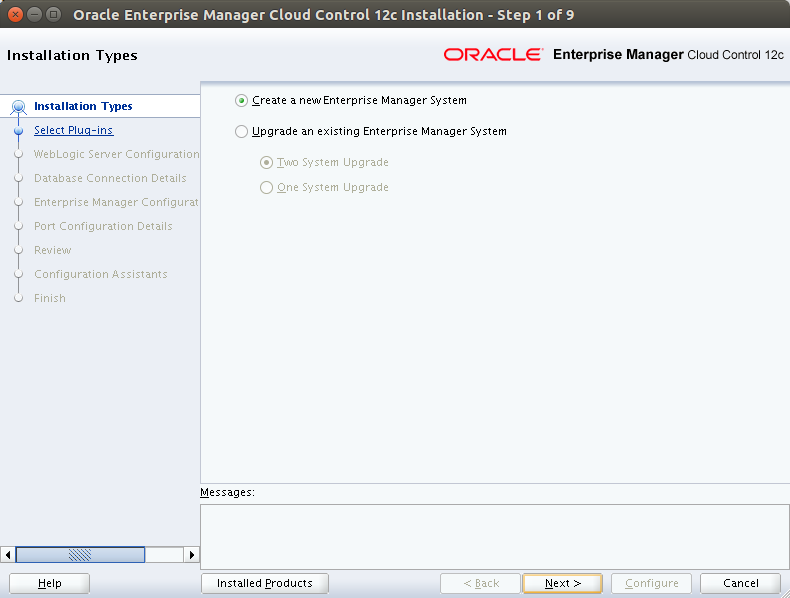 Oracle Enterprise Manager Cloud Control 12c Installation - Step 1 of 9
Installation Types
ORACLE Enterprise Manager Cloud Control 12c
Installation Types
Select Plug-ins
WebLogic Server Configuration
Database Connection Details
Enterprise Manager Configurat
Port Configuration Details
Review
Configuration Assistants
Finish
Create a new Enterprise Manager System
Upgrade an existing Enterprise Manager System
Two System Upgrade
One System Upgrade
Messages:
Help
Installed Products
< Back
Next >
Configure
Cancel